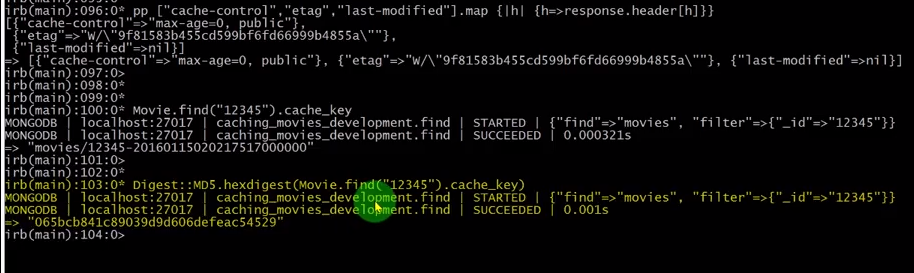 irb(main):096:0* pp ["cache-control","etag","last-modified"].map {|h| {h=>response.header[h]}}
[{"cache-control"=>"max-age=0, public"},
 {"etag"=>"W/\"9f81583b455cd599bf6fd66999b4855a\""},
 {"last-modified"=>nil}]
=> [{"cache-control"=>"max-age=0, public"}, {"etag"=>"W/\"9f81583b455cd599bf6fd66999b4855a\""}, {"last-modified"=>nil}]
irb(main):097:0>
irb(main):098:0*
irb(main):099:0*
irb(main):100:0* Movie.find("12345").cache_key
MONGODB | localhost:27017 | caching_movies_development.find | STARTED | {"find"=>"movies", "filter"=>{"_id"=>"12345"}}
MONGODB | localhost:27017 | caching_movies_development.find | SUCCEEDED | 0.000321s
=> "movies/12345-20160115020217517000000"
irb(main):101:0>
irb(main):102:0*
irb(main):103:0* Digest::MD5.hexdigest(Movie.find("12345").cache_key)
MONGODB | localhost:27017 | caching_movies_development.find | STARTED | {"find"=>"movies", "filter"=>{"_id"=>"12345"}}
MONGODB | localhost:27017 | caching_movies_development.find | SUCCEEDED | 0.001s
=> "065bcb841c89039d9d606defeac54529"
irb(main):104:0>